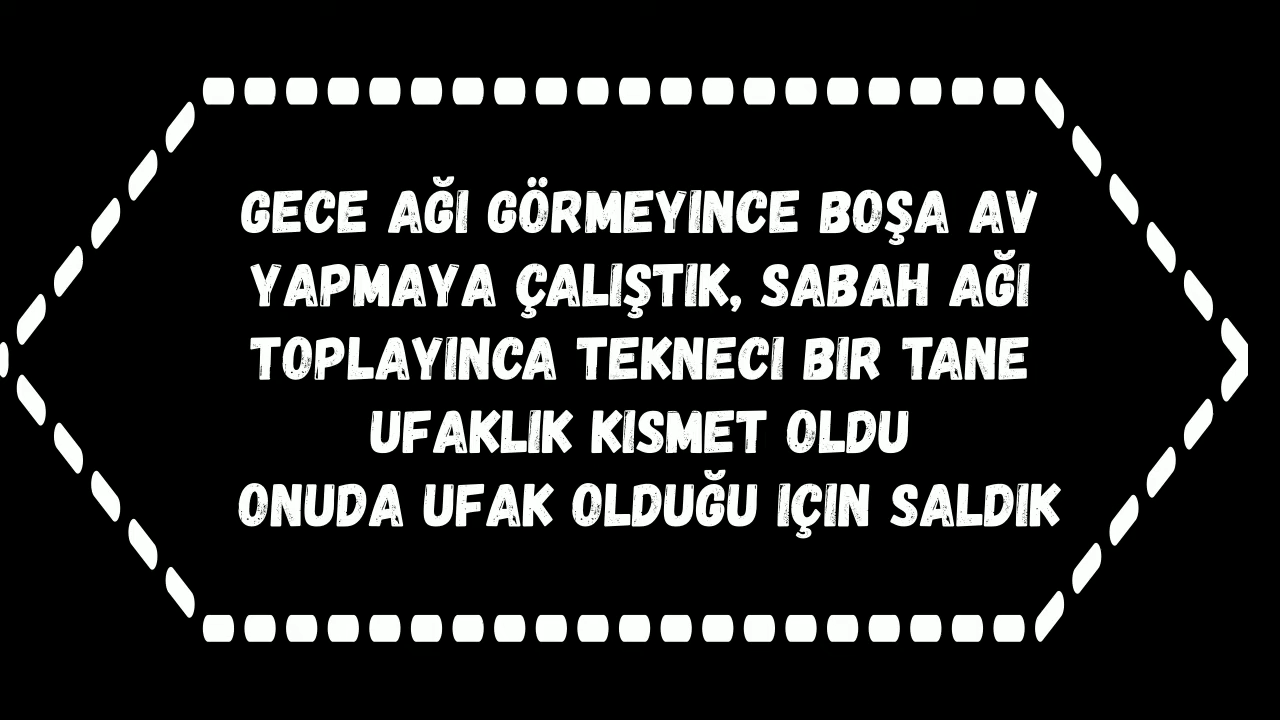 GECE AĞI GÖRMEYINCE BOŞA AV
YAPMAYA ÇALIŞTIK, SABAH AĞI
TOPLAYINCA TEKNECI BIR TANE
UFAKLIK KISMET OLDU
ONUDA UFAK OLDUĞU IÇIN SALDIK